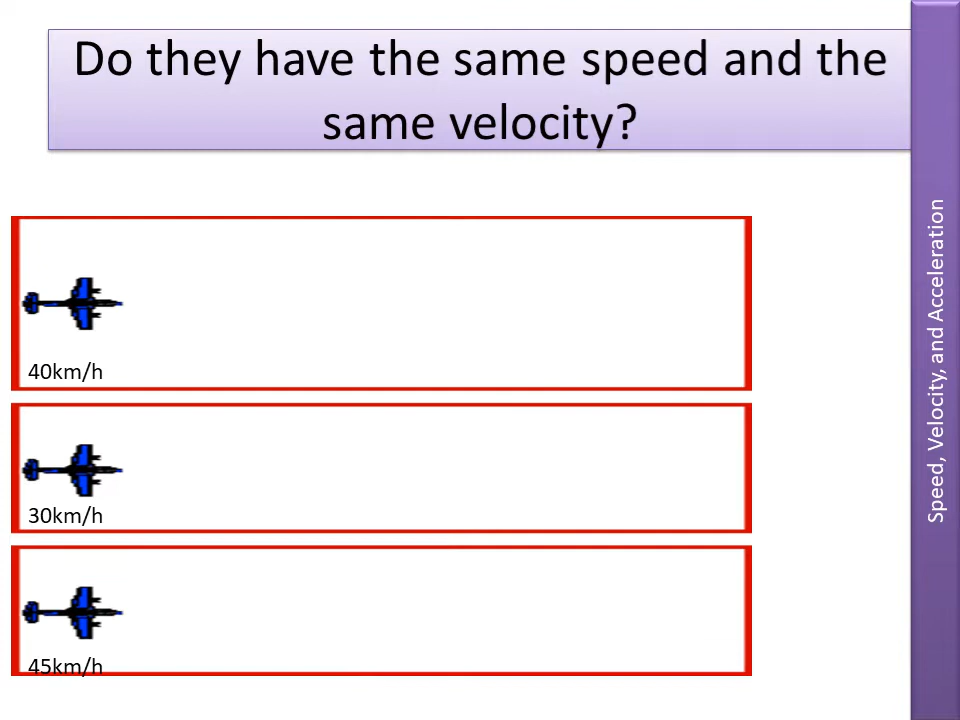 Do they have the same speed and the
same velocity?
40km/h
30km/h
45km/h
Speed, Velocity, and Acceleration